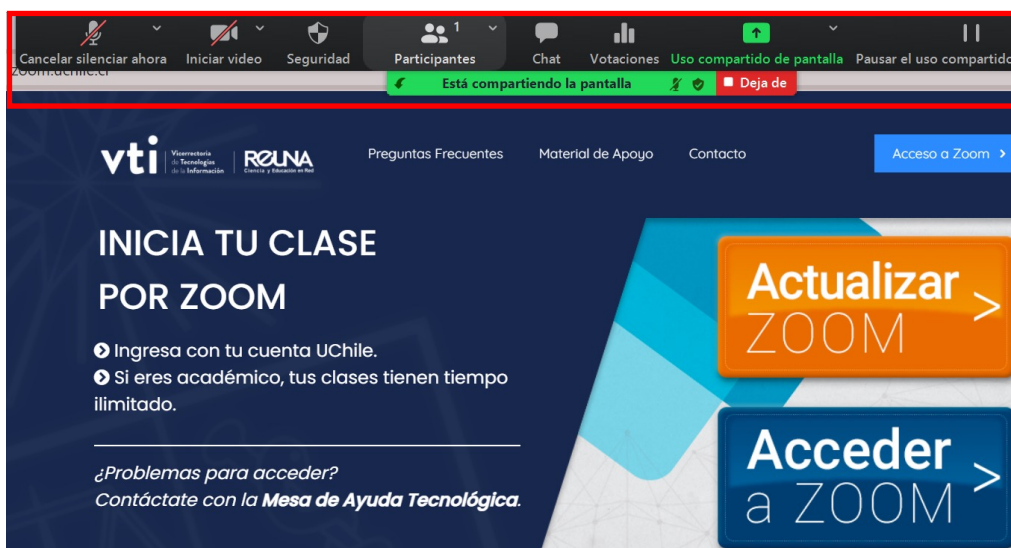 1
Cancelar silenciar ahora Iniciar video Seguridad Participantes Chat Votaciones Uso compartido de pantalla Pausar el uso compartido
zoom.uchile.cl
Está compartiendo la pantalla Deja de
vti Vicerrectoría de Tecnologías de la Información REUNA Ciencia y Educación en Red
Preguntas Frecuentes Material de Apoyo Contacto Acceso a Zoom >
INICIA TU CLASE
POR ZOOM
Ingresa con tu cuenta UChile.
Si eres académico, tus clases tienen tiempo
ilimitado.
¿Problemas para acceder?
Contáctate con la Mesa de Ayuda Tecnológica.
Actualizar
ZOOM >
Acceder
a ZOOM >